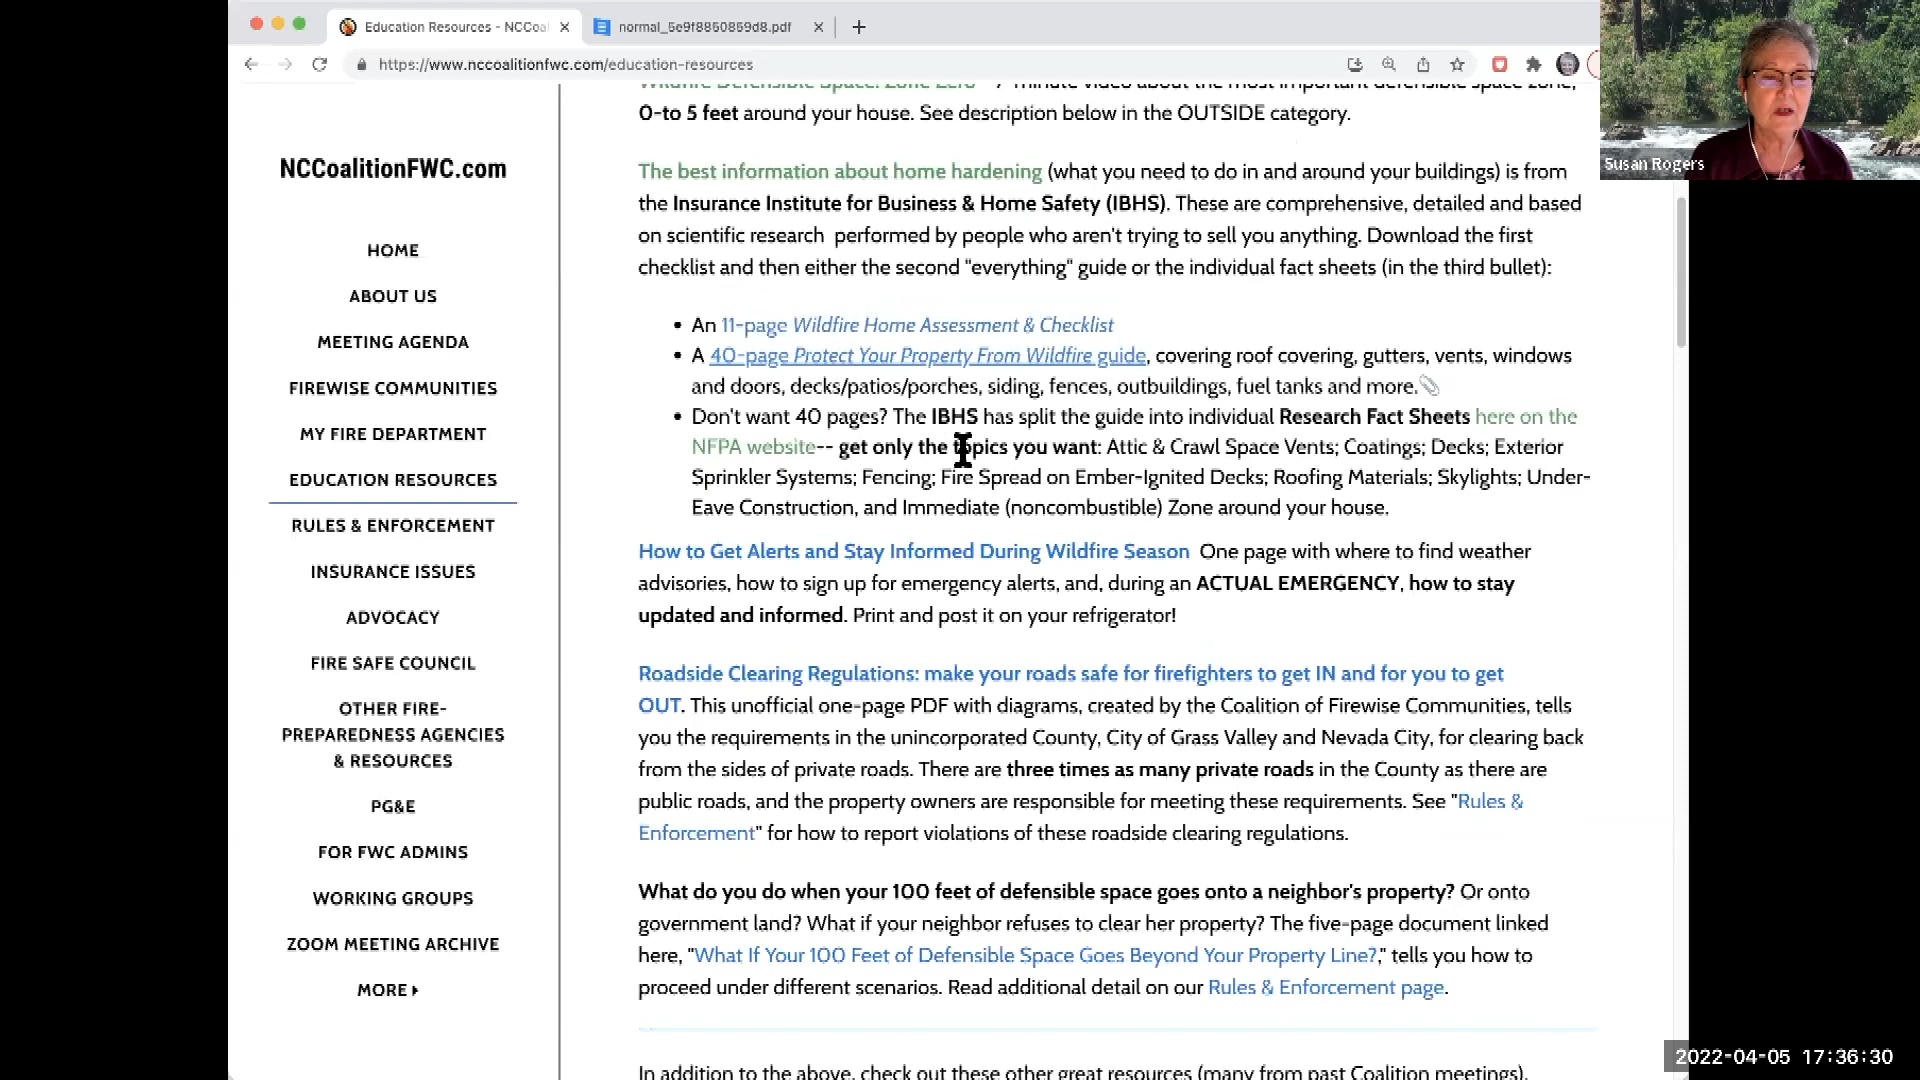 Education Resources - NCCoal
normal_5e9f8850859d8.pdf
https://www.nccoalitionfwc.com/education-resources
Susan Rogers
NCCoalitionFWC.com
HOME
ABOUT US
MEETING AGENDA
FIREWISE COMMUNITIES
MY FIRE DEPARTMENT
EDUCATION RESOURCES
RULES & ENFORCEMENT
INSURANCE ISSUES
ADVOCACY
FIRE SAFE COUNCIL
OTHER FIRE-
PREPAREDNESS AGENCIES
& RESOURCES
PG&E
FOR FWC ADMINS
WORKING GROUPS
ZOOM MEETING ARCHIVE
MORE
Wildfire Defensible Space: Zone Zero - 7-minute video about the most important defensible space zone,
0-to 5 feet around your house. See description below in the OUTSIDE category.
The best information about home hardening (what you need to do in and around your buildings) is from
the Insurance Institute for Business & Home Safety (IBHS). These are comprehensive, detailed and based
on scientific research performed by people who aren't trying to sell you anything. Download the first
checklist and then either the second "everything" guide or the individual fact sheets (in the third bullet):
• An 11-page Wildfire Home Assessment & Checklist
• A 40-page Protect Your Property From Wildfire guide, covering roof covering, gutters, vents, windows
and doors, decks/patios/porches, siding, fences, outbuildings, fuel tanks and more.
• Don't want 40 pages? The IBHS has split the guide into individual Research Fact Sheets here on the
NFPA website-- get only the topics you want: Attic & Crawl Space Vents; Coatings; Decks; Exterior
Sprinkler Systems; Fencing; Fire Spread on Ember-Ignited Decks; Roofing Materials; Skylights; Under-
Eave Construction, and Immediate (noncombustible) Zone around your house.
How to Get Alerts and Stay Informed During Wildfire Season One page with where to find weather
advisories, how to sign up for emergency alerts, and, during an ACTUAL EMERGENCY, how to stay
updated and informed. Print and post it on your refrigerator!
Roadside Clearing Regulations: make your roads safe for firefighters to get IN and for you to get
OUT. This unofficial one-page PDF with diagrams, created by the Coalition of Firewise Communities, tells
you the requirements in the unincorporated County, City of Grass Valley and Nevada City, for clearing back
from the sides of private roads. There are three times as many private roads in the County as there are
public roads, and the property owners are responsible for meeting these requirements. See "Rules &
Enforcement" for how to report violations of these roadside clearing regulations.
What do you do when your 100 feet of defensible space goes onto a neighbor's property? Or onto
government land? What if your neighbor refuses to clear her property? The five-page document linked
here, "What If Your 100 Feet of Defensible Space Goes Beyond Your Property Line?," tells you how to
proceed under different scenarios. Read additional detail on our Rules & Enforcement page.
In addition to the above, check out these other great resources (many from past Coalition meetings).
2022-04-05 17:36:30